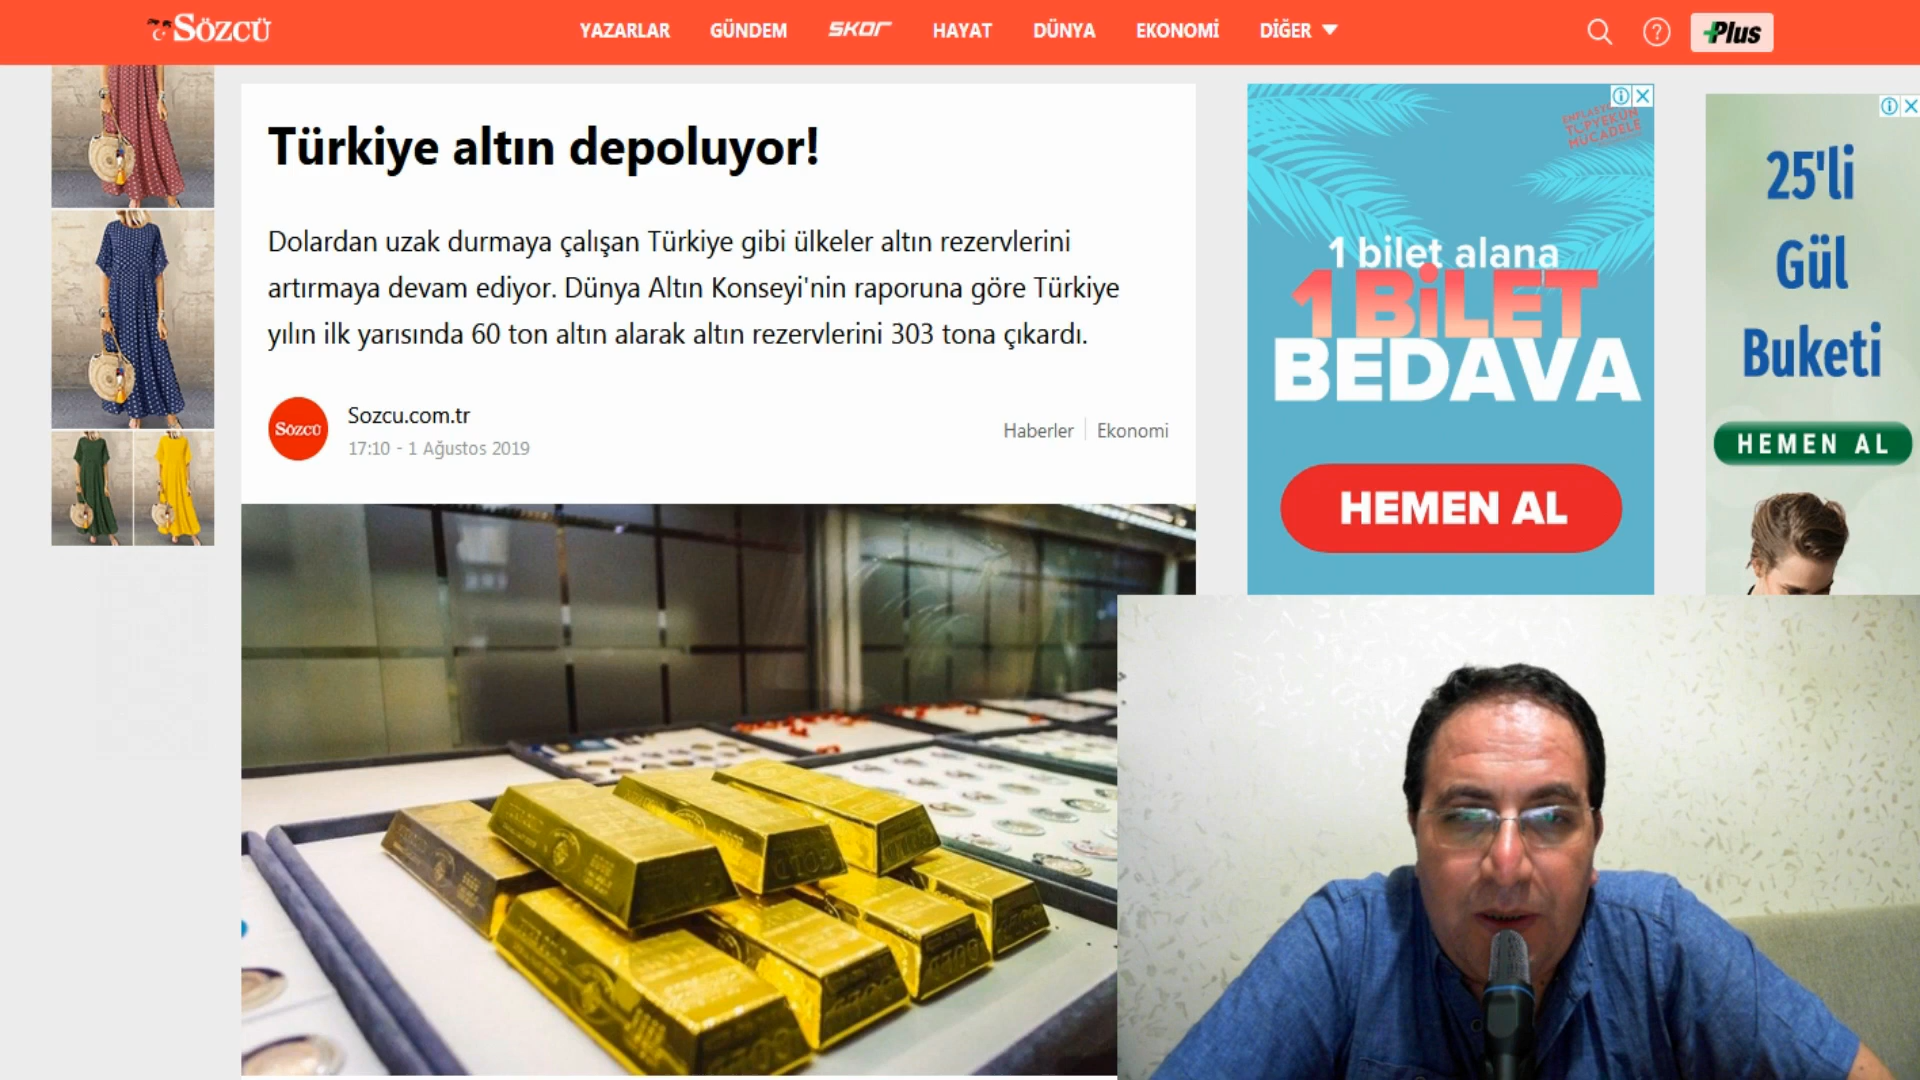 SÖZCÜ
YAZARLAR GÜNDEM SKOR HAYAT DÜNYA EKONOMİ DİĞER
Plus
Türkiye altın depoluyor!
Dolardan uzak durmaya çalışan Türkiye gibi ülkeler altın rezervlerini
artırmaya devam ediyor. Dünya Altın Konseyi'nin raporuna göre Türkiye
yılın ilk yarısında 60 ton altın alarak altın rezervlerini 303 tona çıkardı.
SÖZCÜ
Sozcu.com.tr
17:10 - 1 Ağustos 2019
Haberler
Ekonomi
ENFLASYONLA
TOPYEKÜN
MÜCADELE
1 bilet alana
1 BİLET
BEDAVA
HEMEN AL
25'li
Gül
Buketi
HEMEN AL